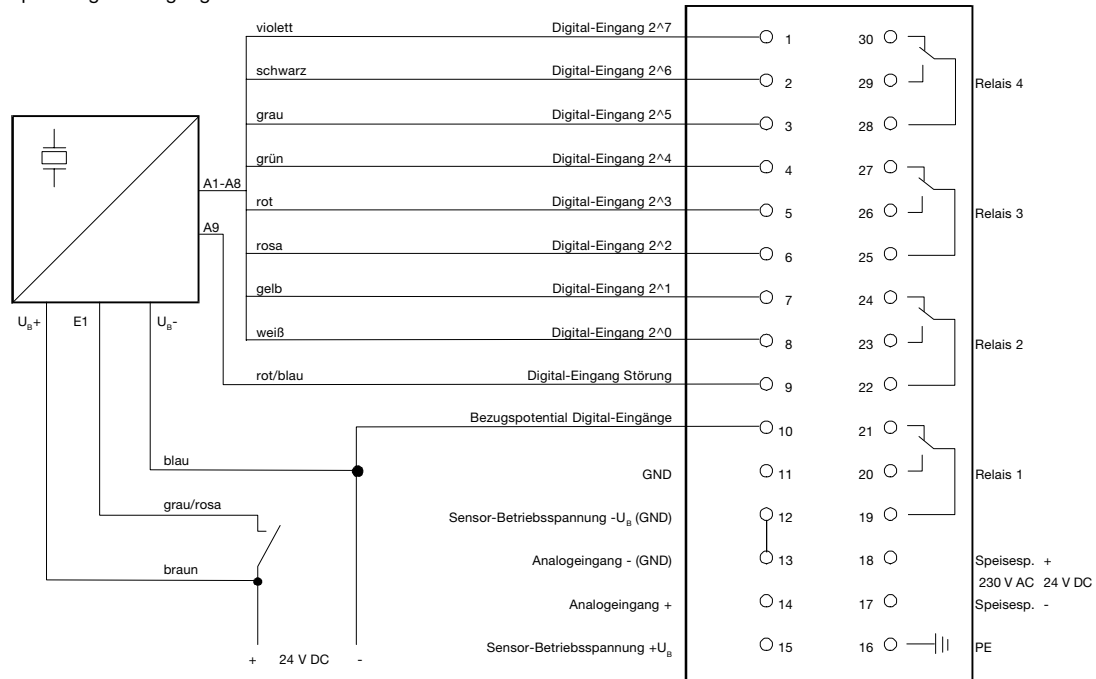 violett Digital-Eingang 2^7 1 30
schwarz Digital-Eingang 2^6 2 29 Relais 4
grau Digital-Eingang 2^5 3 28
grün Digital-Eingang 2^4 4 27
A1-A8
rot Digital-Eingang 2^3 5 26 Relais 3
A9
rosa Digital-Eingang 2^2 6 25
gelb Digital-Eingang 2^1 7 24
UB+ E1 UB-
weiß Digital-Eingang 2^0 8 23 Relais 2
rot/blau Digital-Eingang Störung 9 22
Bezugspotential Digital-Eingänge 10 21
blau
GND 11 20 Relais 1
grau/rosa
Sensor-Betriebsspannung -UB (GND) 12 19
braun
Analogeingang - (GND) 13 18 Speisesp. +
230 V AC 24 V DC
Analogeingang + 14 17 Speisesp. -
Sensor-Betriebsspannung +UB 15 16 PE
+ 24 V DC -